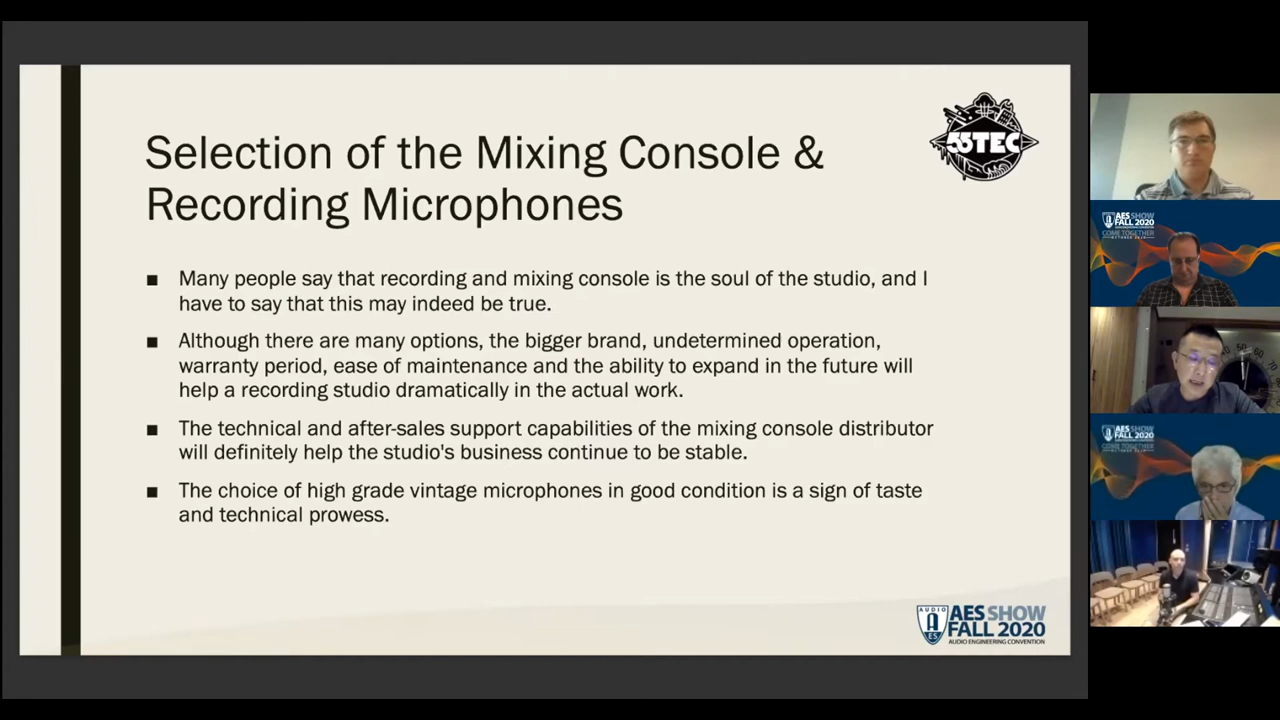 Selection of the Mixing Console &
Recording Microphones
55TEC
■ Many people say that recording and mixing console is the soul of the studio, and I
have to say that this may indeed be true.
■ Although there are many options, the bigger brand, undetermined operation,
warranty period, ease of maintenance and the ability to expand in the future will
help a recording studio dramatically in the actual work.
■ The technical and after-sales support capabilities of the mixing console distributor
will definitely help the studio's business continue to be stable.
■ The choice of high grade vintage microphones in good condition is a sign of taste
and technical prowess.
AUDIO
AES
AES SHOW
FALL 2020
AUDIO ENGINEERING CONVENTION
AES SHOW
FALL 2020
COME TOGETHER
50
60
70
AES SHOW
FALL 2020
COME TOGETHER